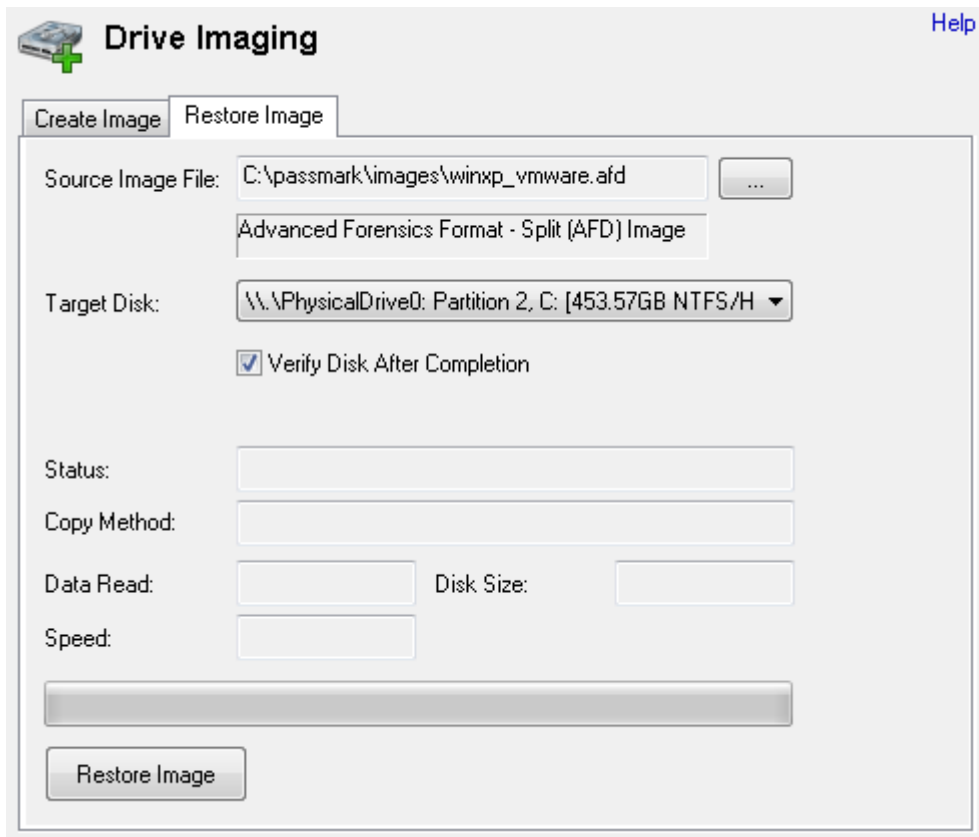 Drive Imaging
Help
Create Image
Restore Image
Source Image File:
C:\passmark\images\winxp_vmware.afd
...
Advanced Forensics Format - Split (AFD) Image
Target Disk:
\\.\PhysicalDrive0: Partition 2, C: [453.57GB NTFS/H
Verify Disk After Completion
Status:
Copy Method:
Data Read:
Disk Size:
Speed:
Restore Image